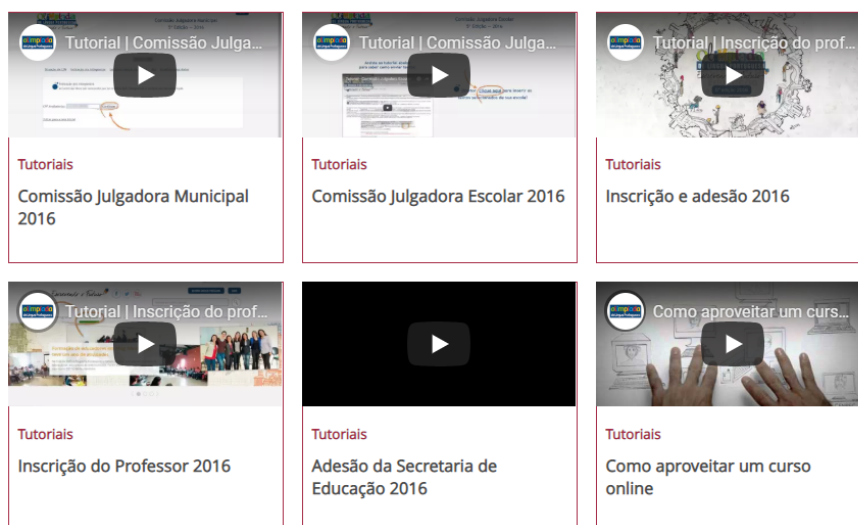 Tutorial | Comissão Julga...
Tutorial | Comissão Julga...
Tutorial | Inscrição do prof...
Tutoriais
Comissão Julgadora Municipal
2016
Tutoriais
Comissão Julgadora Escolar 2016
Tutoriais
Inscrição e adesão 2016
Tutorial | Inscrição do prof...
Como aproveitar um curs...
Tutoriais
Inscrição do Professor 2016
Tutoriais
Adesão da Secretaria de
Educação 2016
Tutoriais
Como aproveitar um curso
online